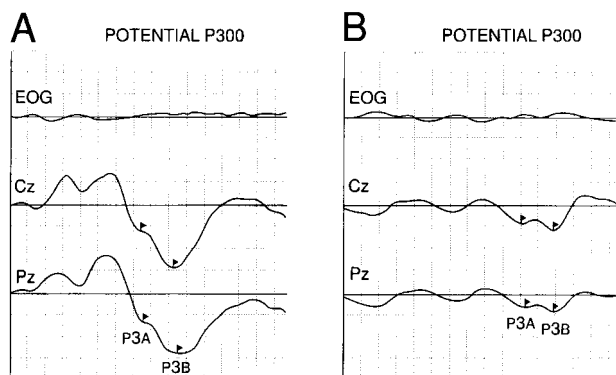 A POTENTIAL P300
EOG
Cz
Pz
P3A
P3B
B POTENTIAL P300
EOG
Cz
Pz
P3A
P3B